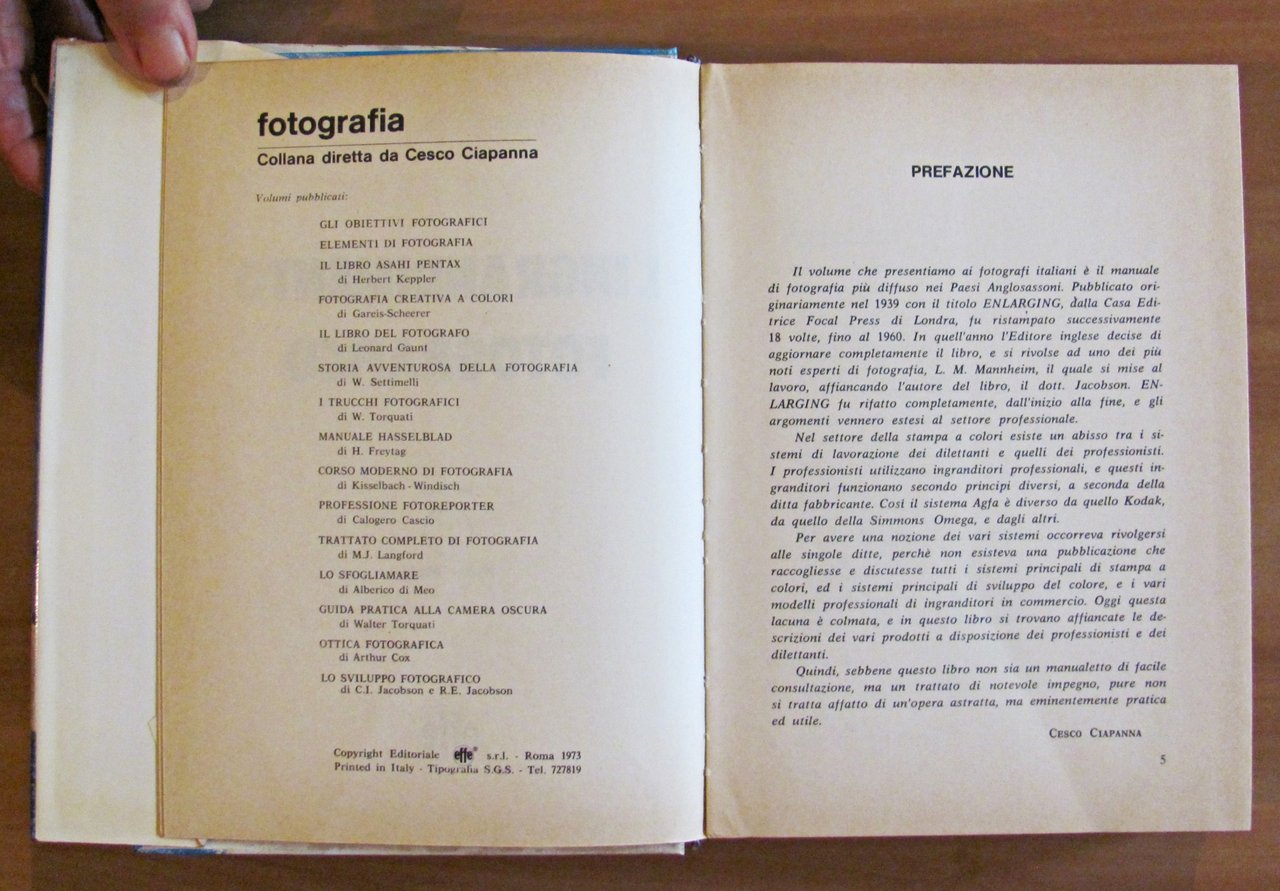 fotografia
Collana diretta da Cesco Ciapanna
Volumi pubblicati:
GLI OBIETTIVI FOTOGRAFICI
ELEMENTI DI FOTOGRAFIA
IL LIBRO ASAHI PENTAX
di Herbert Keppler
FOTOGRAFIA CREATIVA A COLORI
di Gareis-Scheerer
IL LIBRO DEL FOTOGRAFO
di Leonard Gaunt
STORIA AVVENTUROSA DELLA FOTOGRAFIA
di W. Settimelli
I TRUCCHI FOTOGRAFICI
di W. Torquati
MANUALE HASSELBLAD
di H. Freytag
CORSO MODERNO DI FOTOGRAFIA
di Kisselbach - Windisch
PROFESSIONE FOTOREPORTER
di Calogero Cascio
TRATTATO COMPLETO DI FOTOGRAFIA
di M.J. Langford
LO SFOGLIAMARE
di Alberico di Meo
GUIDA PRATICA ALLA CAMERA OSCURA
di Walter Torquati
OTTICA FOTOGRAFICA
di Arthur Cox
LO SVILUPPO FOTOGRAFICO
di C.I. Jacobson e R.E. Jacobson
Copyright Editoriale effe® s.r.l. - Roma 1973
Printed in Italy - Tipografia S.G.S. - Tel. 727819
PREFAZIONE
Il volume che presentiamo ai fotografi italiani è il manuale
di fotografia più diffuso nei Paesi Anglosassoni. Pubblicato ori-
ginariamente nel 1939 con il titolo ENLARGING, dalla Casa Edi-
trice Focal Press di Londra, fu ristampato successivamente
18 volte, fino al 1960. In quell'anno l'Editore inglese decise di
aggiornare completamente il libro, e si rivolse ad uno dei più
noti esperti di fotografia, L. M. Mannheim, il quale si mise al
lavoro, affiancando l'autore del libro, il dott. Jacobson. EN-
LARGING fu rifatto completamente, dall'inizio alla fine, e gli
argomenti vennero estesi al settore professionale.
Nel settore della stampa a colori esiste un abisso tra i si-
stemi di lavorazione dei dilettanti e quelli dei professionisti.
I professionisti utilizzano ingranditori professionali, e questi in-
granditori funzionano secondo principi diversi, a seconda della
ditta fabbricante. Così il sistema Agfa è diverso da quello Kodak,
da quello della Simmons Omega, e dagli altri.
Per avere una nozione dei vari sistemi occorreva rivolgersi
alle singole ditte, perchè non esisteva una pubblicazione che
raccogliesse e discutesse tutti i sistemi principali di stampa a
colori, ed i sistemi principali di sviluppo del colore, e i vari
modelli professionali di ingranditori in commercio. Oggi questa
lacuna è colmata, e in questo libro si trovano affiancate le de-
scrizioni dei vari prodotti a disposizione dei professionisti e dei
dilettanti.
Quindi, sebbene questo libro non sia un manualetto di facile
consultazione, ma un trattato di notevole impegno, pure non
si tratta affatto di un'opera astratta, ma eminentemente pratica
ed utile.
CESCO CIAPANNA
5